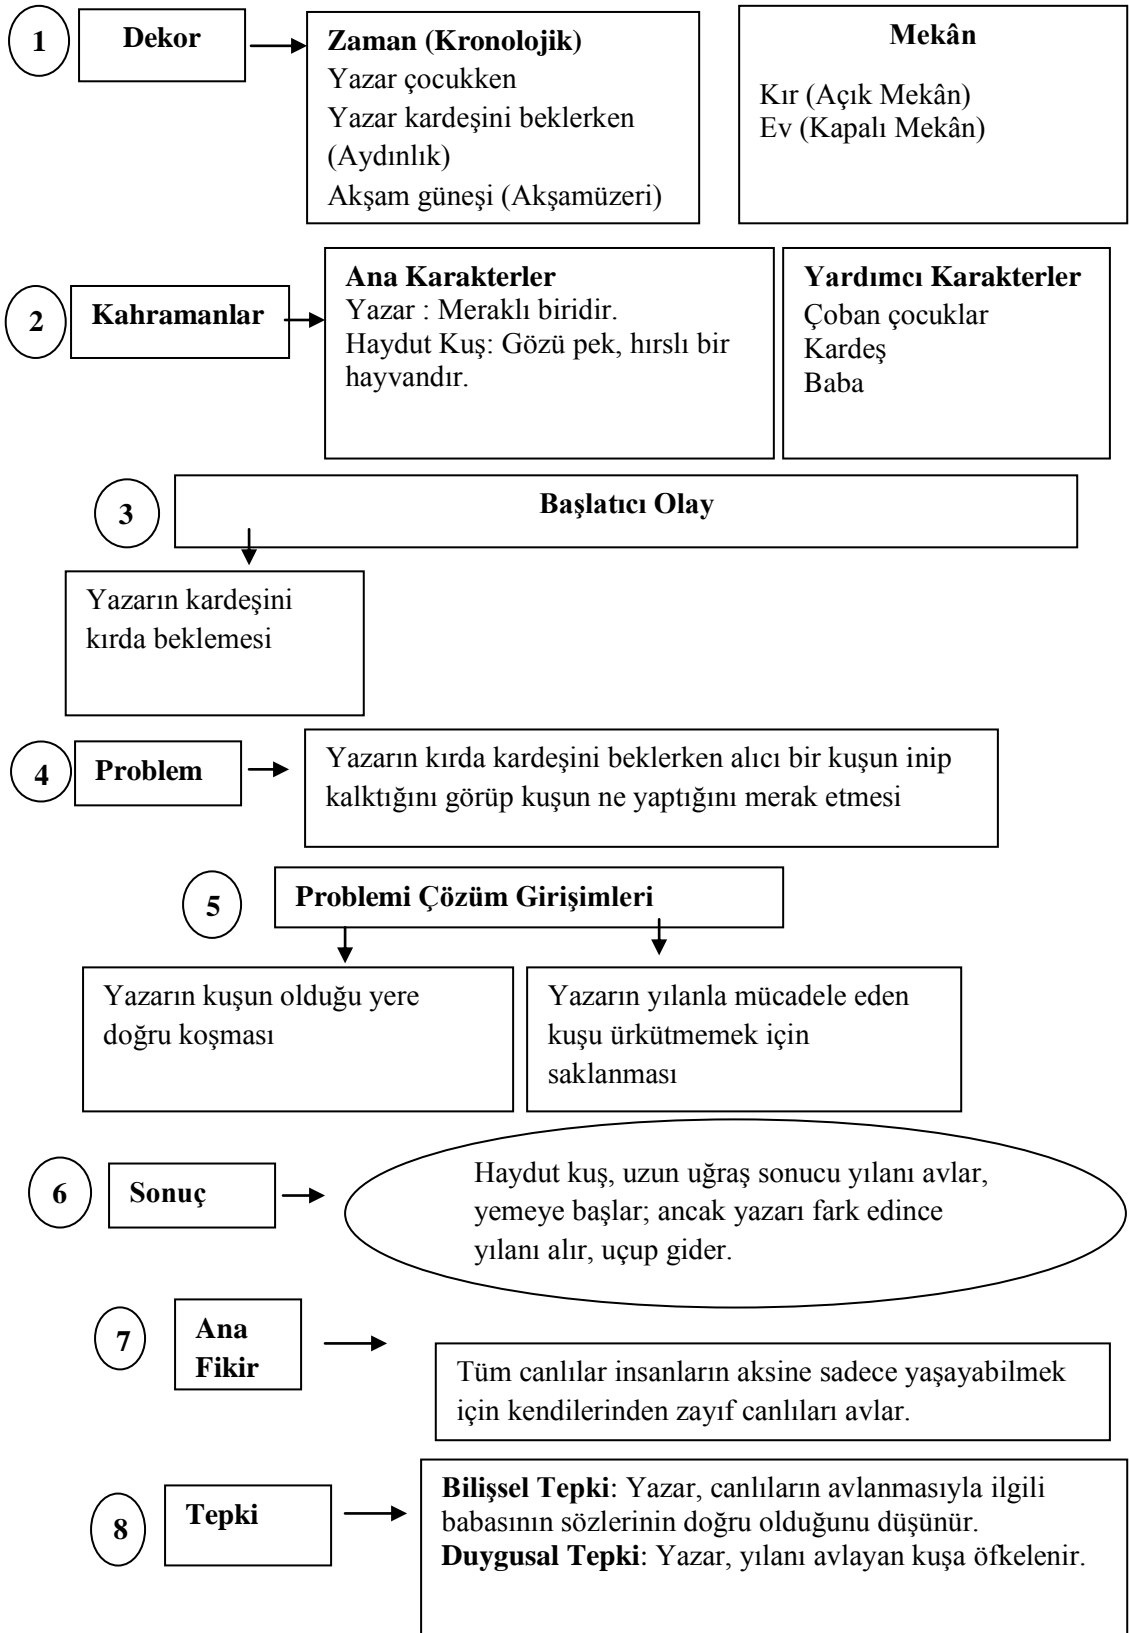 1
Dekor
Zaman (Kronolojik)
Yazar çocukken
Yazar kardeşini beklerken
(Aydınlık)
Akşam güneşi (Akşamüzeri)
Mekân
Kır (Açık Mekân)
Ev (Kapalı Mekân)
2
Kahramanlar
Ana Karakterler
Yazar : Meraklı biridir.
Haydut Kuş: Gözü pek, hırslı bir
hayvandır.
Yardımcı Karakterler
Çoban çocuklar
Kardeş
Baba
3
Başlatıcı Olay
Yazarın kardeşini
kırda beklemesi
4
Problem
Yazarın kırda kardeşini beklerken alıcı bir kuşun inip
kalktığını görüp kuşun ne yaptığını merak etmesi
5
Problemi Çözüm Girişimleri
Yazarın kuşun olduğu yere
doğru koşması
Yazarın yılanla mücadele eden
kuşu ürkütmemek için
saklanması
6
Sonuç
Haydut kuş, uzun uğraş sonucu yılanı avlar,
yemeye başlar; ancak yazarı fark edince
yılanı alır, uçup gider.
7
Ana
Fikir
Tüm canlılar insanların aksine sadece yaşayabilmek
için kendilerinden zayıf canlıları avlar.
8
Tepki
Bilişsel Tepki: Yazar, canlıların avlanmasıyla ilgili
babasının sözlerinin doğru olduğunu düşünür.
Duygusal Tepki: Yazar, yılanı avlayan kuşa öfkelenir.